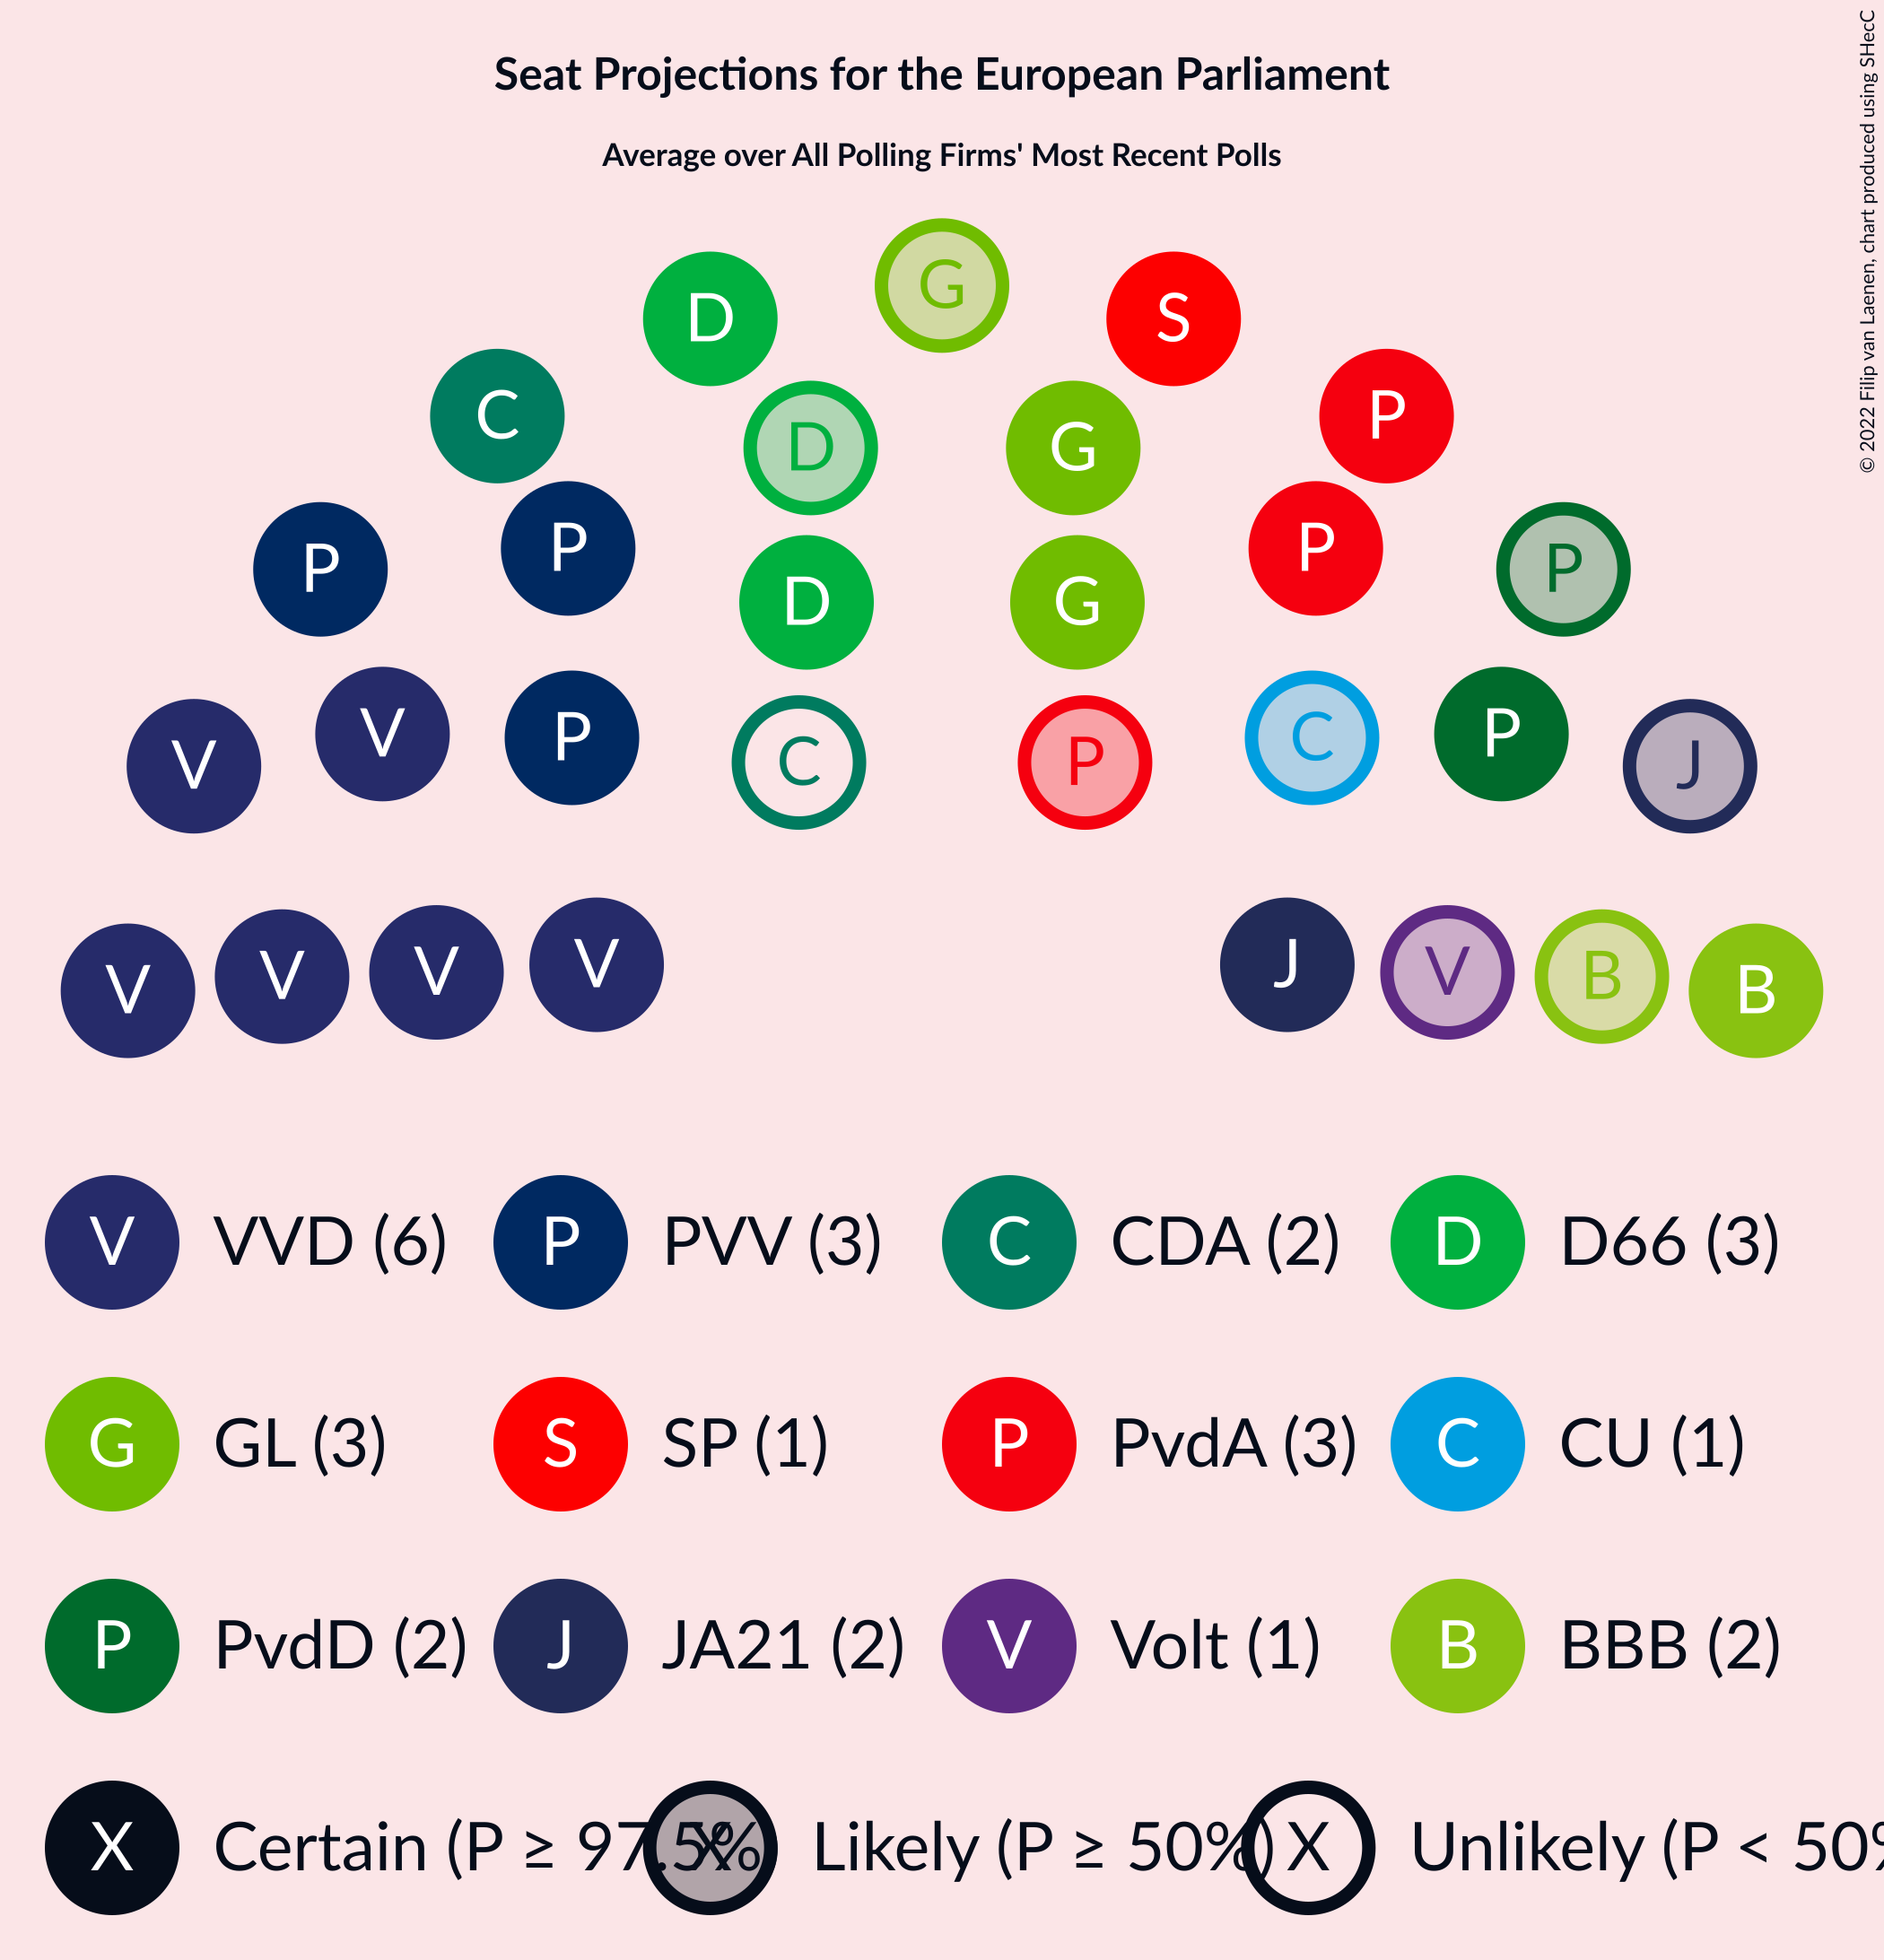 Seat Projections for the European Parliament
Average over All Polling Firms' Most Recent Polls
© 2022 Filip van Laenen, chart produced using SHecC
G
D S
C P
D G
P P P P
D G
V V P C P C P J
V V V V J V B B
V VVD (6) P PVV (3) C CDA (2) D D66 (3)
G GL (3) S SP (1) P PvdA (3) C CU (1)
P PvdD (2) J JA21 (2) V Volt (1) B BBB (2)
X Certain (P ≥ 97.5% X Likely (P ≥ 50%) X Unlikely (P < 50%